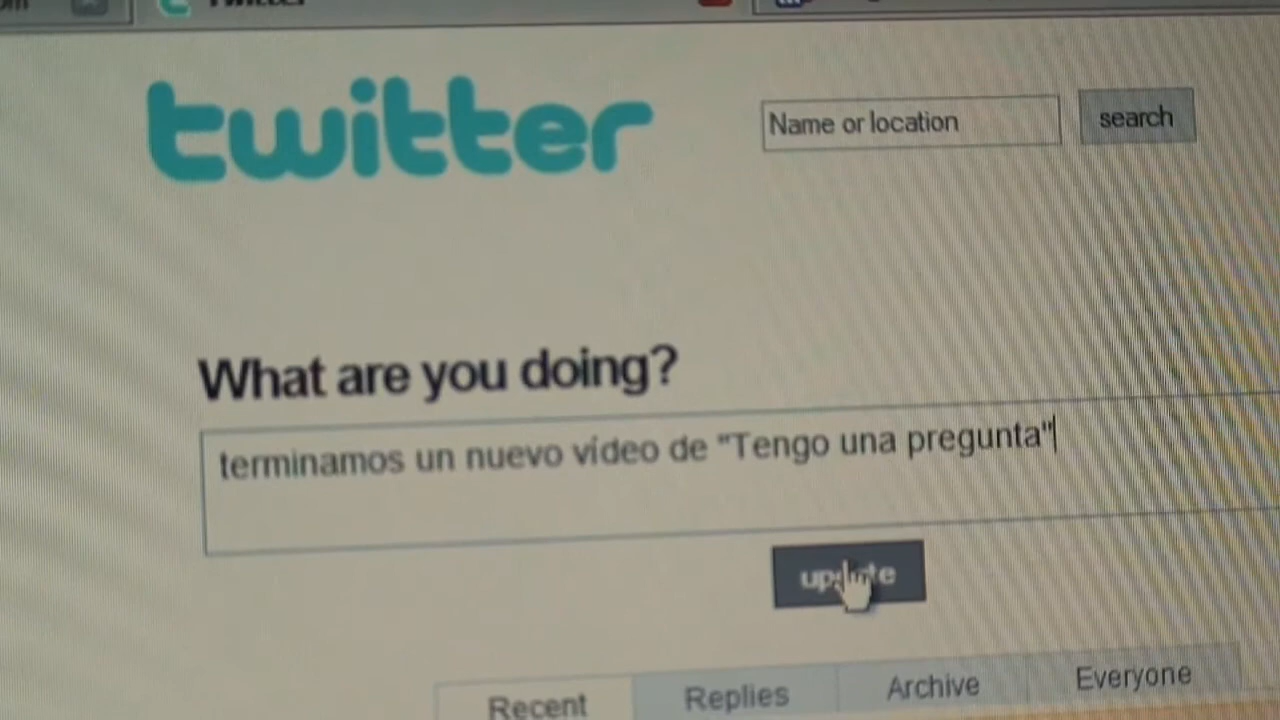 Twitter
twitter
Name or location
search
What are you doing?
terminamos un nuevo vídeo de "Tengo una pregunta"
update
Recent
Replies
Archive
Everyone